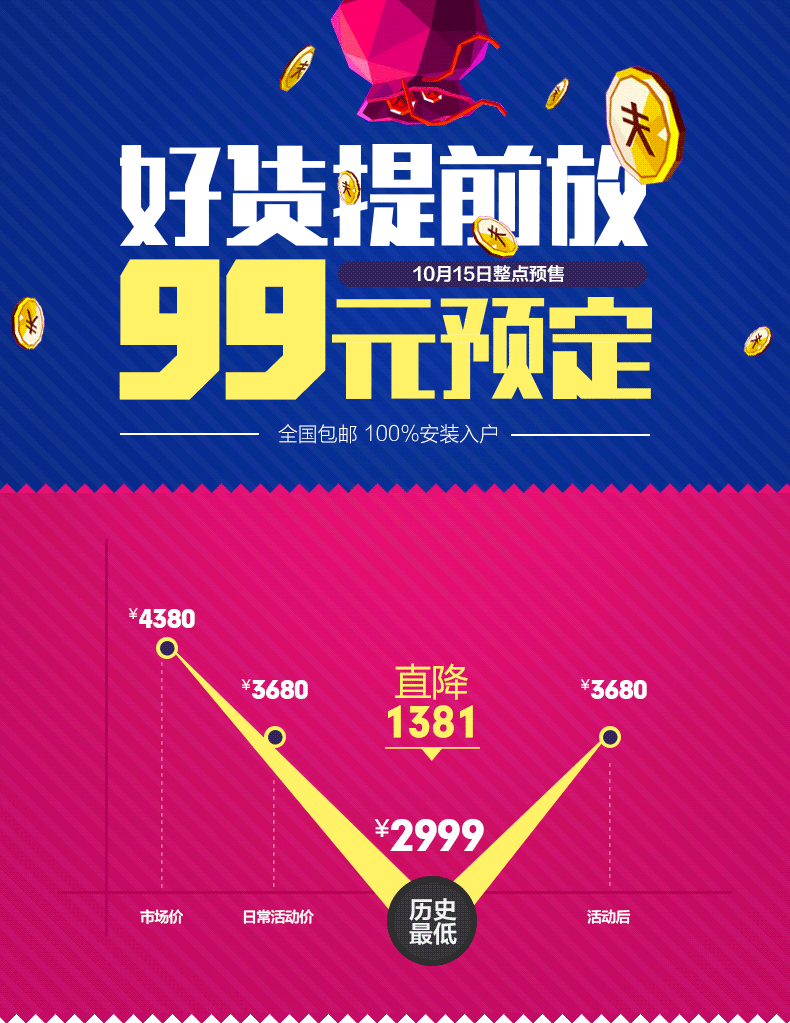 好货提前放
10月15日整点预售
99元预定
全国包邮 100%安装入户
¥4380
¥3680
直降
1381
¥3680
¥2999
历史
最低
市场价
日常活动价
活动后